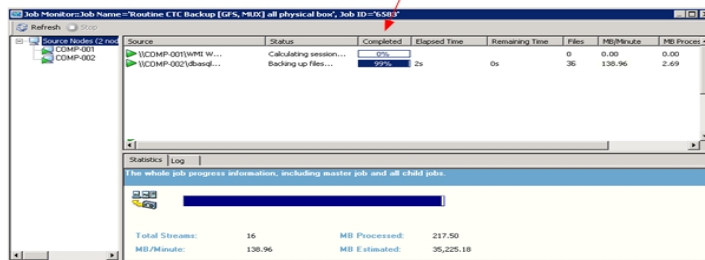 Job Monitor::Job Name='Routine CTC Backup [GFS, MUX] all physical box', Job ID='6583'
Refresh Stop
Source Nodes (2 nod
COMP-001
COMP-002
Source Status Completed Elapsed Time Remaining Time Files MB/Minute MB Proces
\\COMP-001\WMI W... Calculating session... 0% 0 0.00 0.00
\\COMP-002\dbasql... Backing up files... 99% 2s 0s 35 138.96 2.69
Statistics Log
The whole job progress information, including master job and all child jobs.
Total Streams: 16 MB Processed: 217.50
MB/Minute: 138.96 MB Estimated: 35,225.18